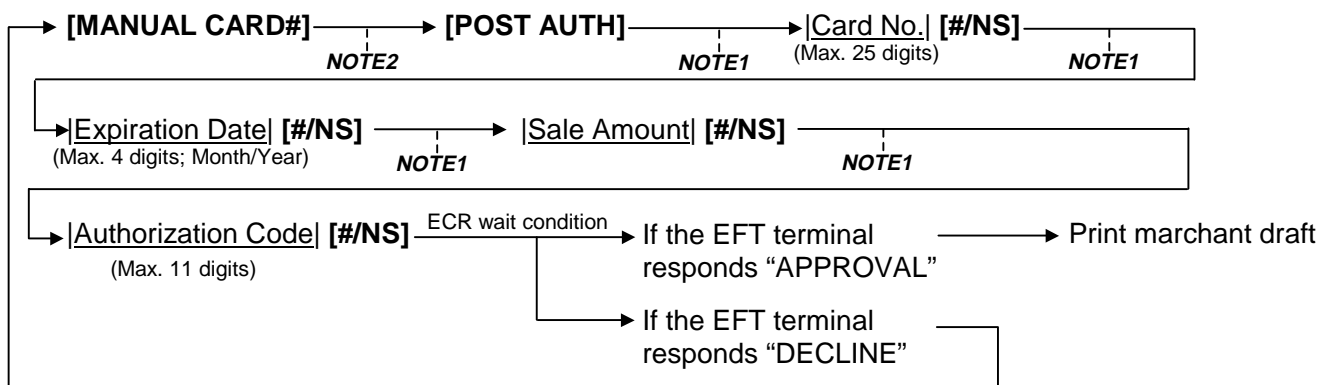 [MANUAL CARD#] [POST AUTH] |Card No.| [#/NS]
(Max. 25 digits)
NOTE2 NOTE1 NOTE1
|Expiration Date| [#/NS] |Sale Amount| [#/NS]
(Max. 4 digits; Month/Year)
NOTE1 NOTE1
|Authorization Code| [#/NS] ECR wait condition If the EFT terminal Print marchant draft
(Max. 11 digits) responds “APPROVAL”
If the EFT terminal
responds “DECLINE”